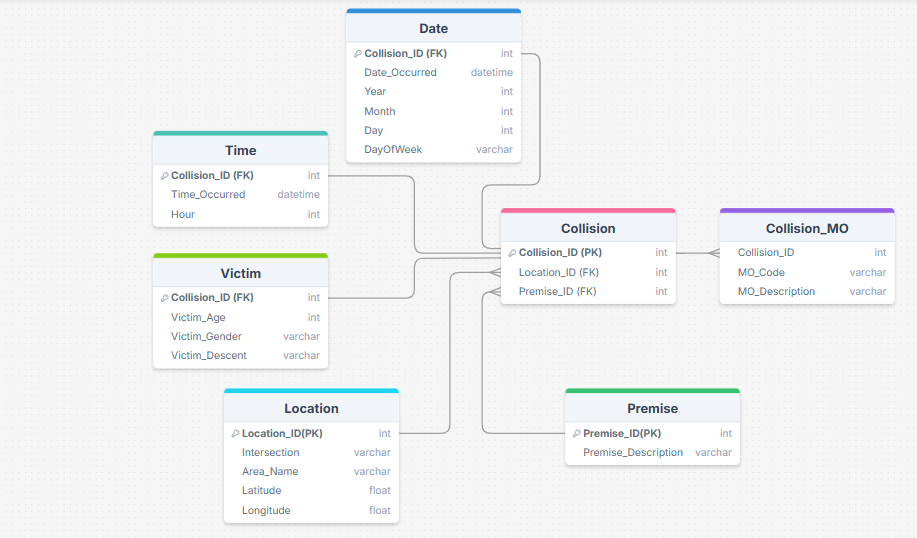 Date
Collision_ID (FK) int
Date_Occurred datetime
Year int
Month int
Day int
DayOfWeek varchar
Time
Collision_ID (FK) int
Time_Occurred datetime
Hour int
Collision
Collision_ID (PK) int
Location_ID (FK) int
Premise_ID (FK) int
Collision_MO
Collision_ID int
MO_Code varchar
MO_Description varchar
Victim
Collision_ID (FK) int
Victim_Age int
Victim_Gender varchar
Victim_Descent varchar
Location
Location_ID(PK) int
Intersection varchar
Area_Name varchar
Latitude float
Longitude float
Premise
Premise_ID(PK) int
Premise_Description varchar